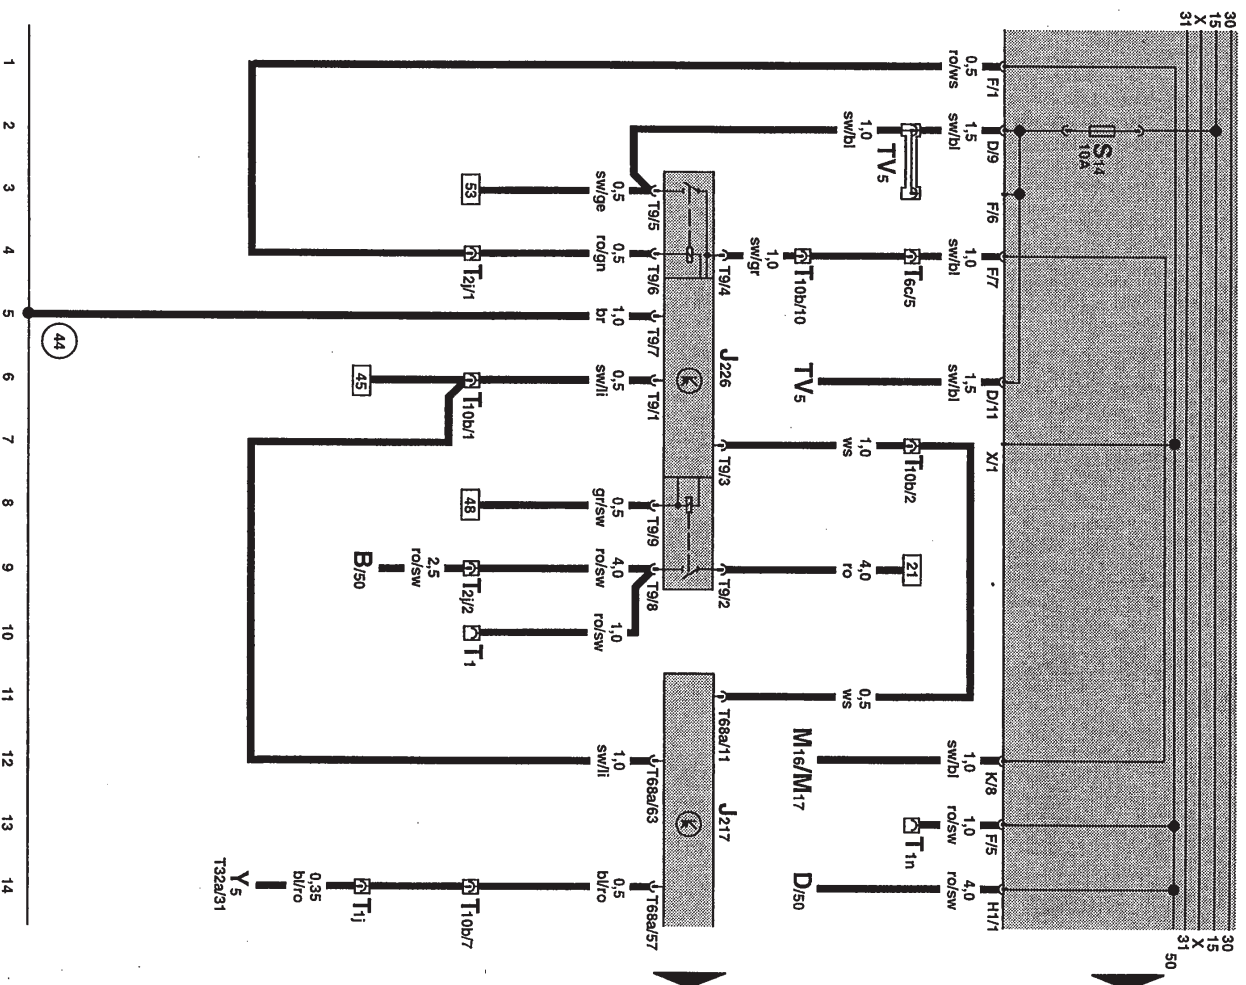 30
15
X
31
30
15
X
31
50
S14
10A
F/1
D/9
F/6
F/7
D/11
X/1
K/8
F/5
H1/1
0,5 ro/ws
1,5 sw/bl
1,0 sw/bl
1,5 sw/bl
1,0 sw/bl
1,0 ro/sw
4,0 ro/sw
TV5
T6c/5
T10b/2
21
T1n
1,0 sw/bl
T10b/10
TV5
1,0 ws
4,0 ro
0,5 ws
M16/M17
D/50
1,0 sw/gr
T9/4
J226
T9/3
T9/2
T68a/11
J217
T9/5
T9/6
T9/7
T9/1
T9/9
T9/8
T68a/63
T68a/57
0,5 sw/ge
0,5 ro/gn
1,0 br
0,5 sw/li
0,5 gr/sw
4,0 ro/sw
1,0 ro/sw
1,0 sw/li
0,5 bl/ro
53
T2j/1
T10b/1
48
T2j/2
T1
T10b/7
2,5 ro/sw
45
B/50
T1j
0,35 bl/ro
Y5
T32a/31
44
1 2 3 4 5 6 7 8 9 10 11 12 13 14